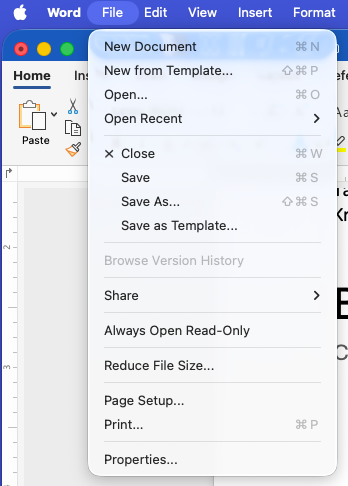 Word File Edit View Insert Format
New Document ⌘ N
New from Template... ⇧ ⌘ P
Open... ⌘ O
Open Recent >
Home
Paste
× Close ⌘ W
Save ⌘ S
Save As... ⇧ ⌘ S
Save as Template...
Browse Version History
Share >
Always Open Read-Only
Reduce File Size...
Page Setup...
Print... ⌘ P
Properties...
2
3